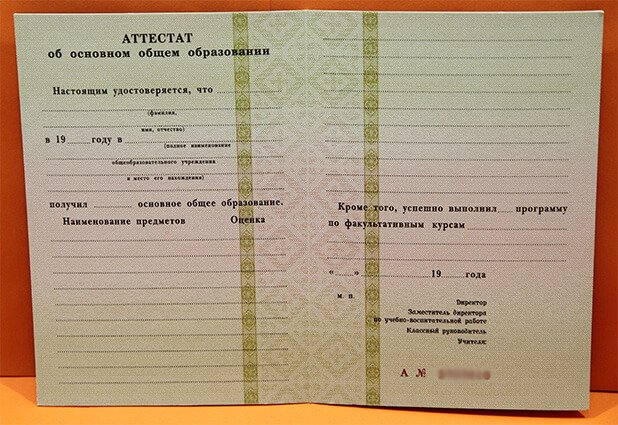 АТТЕСТАТ
об основном общем образовании
Настоящим удостоверяется, что
(фамилия,
имя, отчество)
в 19 году в
(полное наименование
общеобразовательного учреждения
и место его нахождения)
получил основное общее образование.
Наименование предметов Оценка
Кроме того, успешно выполнил программу
по факультативным курсам
« » 19 года
м. п.
Директор
Заместитель директора
по учебно-воспитательной работе
Классный руководитель
Учителя:
А №